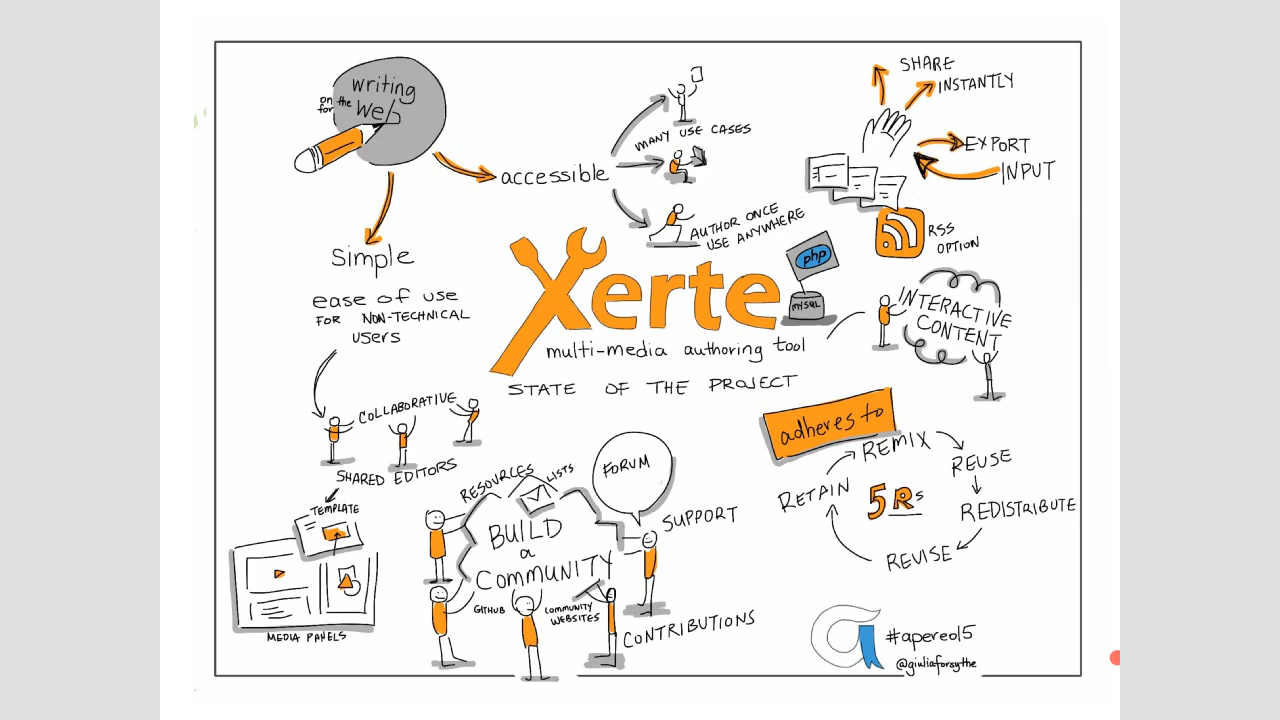 writing
on for the Web
accessible
MANY USE CASES
AUTHOR ONCE
USE ANYWHERE
SHARE
INSTANTLY
EXPORT
INPUT
RSS
OPTION
simple
ease of use
FOR NON-TECHNICAL
users
Xerte
php
MYSQL
multi-media authoring tool
STATE OF THE PROJECT
INTERACTIVE
CONTENT
COLLABORATIVE
SHARED EDITORS
TEMPLATE
MEDIA PANELS
RESOURCES
LISTS
FORUM
BUILD
a
COMMUNITY
SUPPORT
GITHUB
COMMUNITY
WEBSITES
CONTRIBUTIONS
adheres to
REMIX
REUSE
REDISTRIBUTE
REVISE
RETAIN
5Rs
#apereo15
@giuliaforsythe